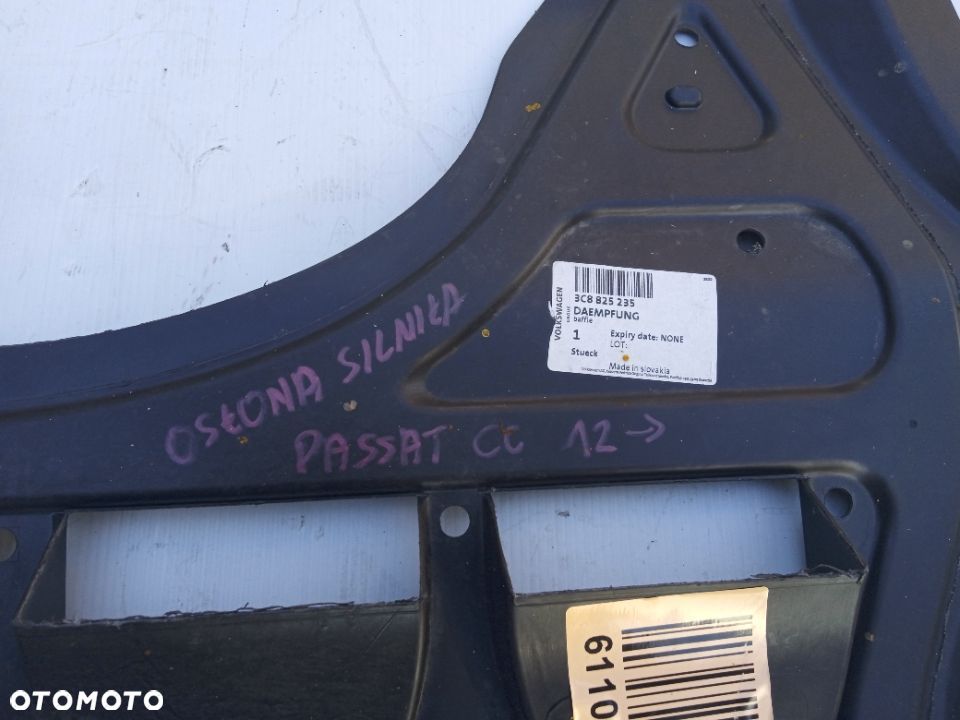 3C8 825 235
DAEMPFUNG
baffle
VOLKSWAGEN
1
Stueck
Expiry date: NONE
LOT:
Made in slovakia
OSŁONA SILNIKA
PASSAT CC 12 →
6110
OTOMOTO